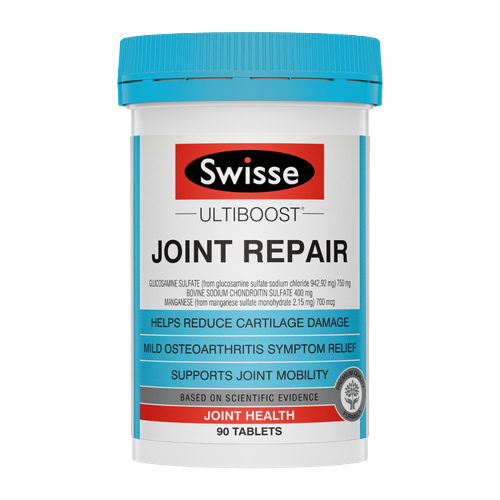 Swisse
ULTIBOOST®
JOINT REPAIR
GLUCOSAMINE SULFATE (from glucosamine sulfate sodium chloride 942.92 mg) 750 mg
BOVINE SODIUM CHONDROITIN SULFATE 400 mg
MANGANESE (from manganese sulfate monohydrate 2.15 mg) 700 mcg
HELPS REDUCE CARTILAGE DAMAGE
MILD OSTEOARTHRITIS SYMPTOM RELIEF
SUPPORTS JOINT MOBILITY
BASED ON SCIENTIFIC EVIDENCE
JOINT HEALTH
90 TABLETS